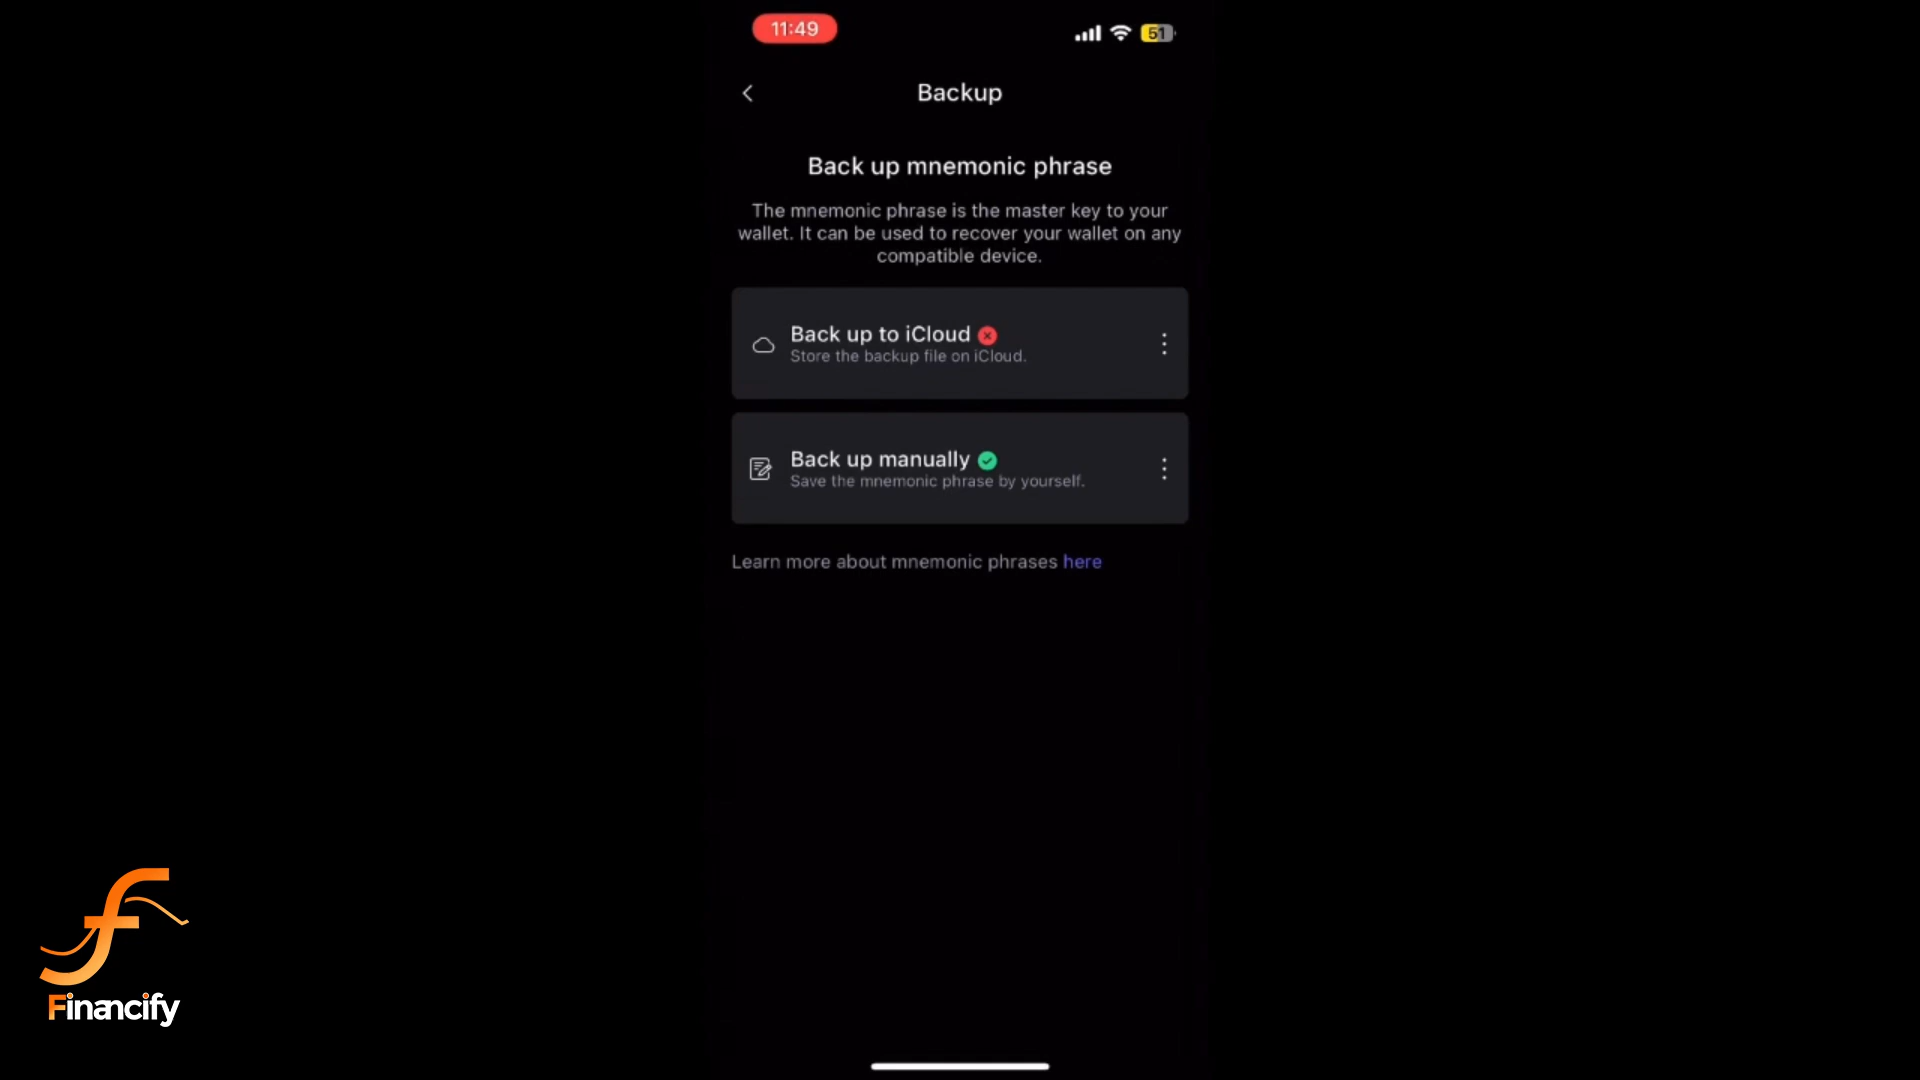 11:49
51
Backup
Back up mnemonic phrase
The mnemonic phrase is the master key to your
wallet. It can be used to recover your wallet on any
compatible device.
Back up to iCloud
Store the backup file on iCloud.
Back up manually
Save the mnemonic phrase by yourself.
Learn more about mnemonic phrases here
Financify